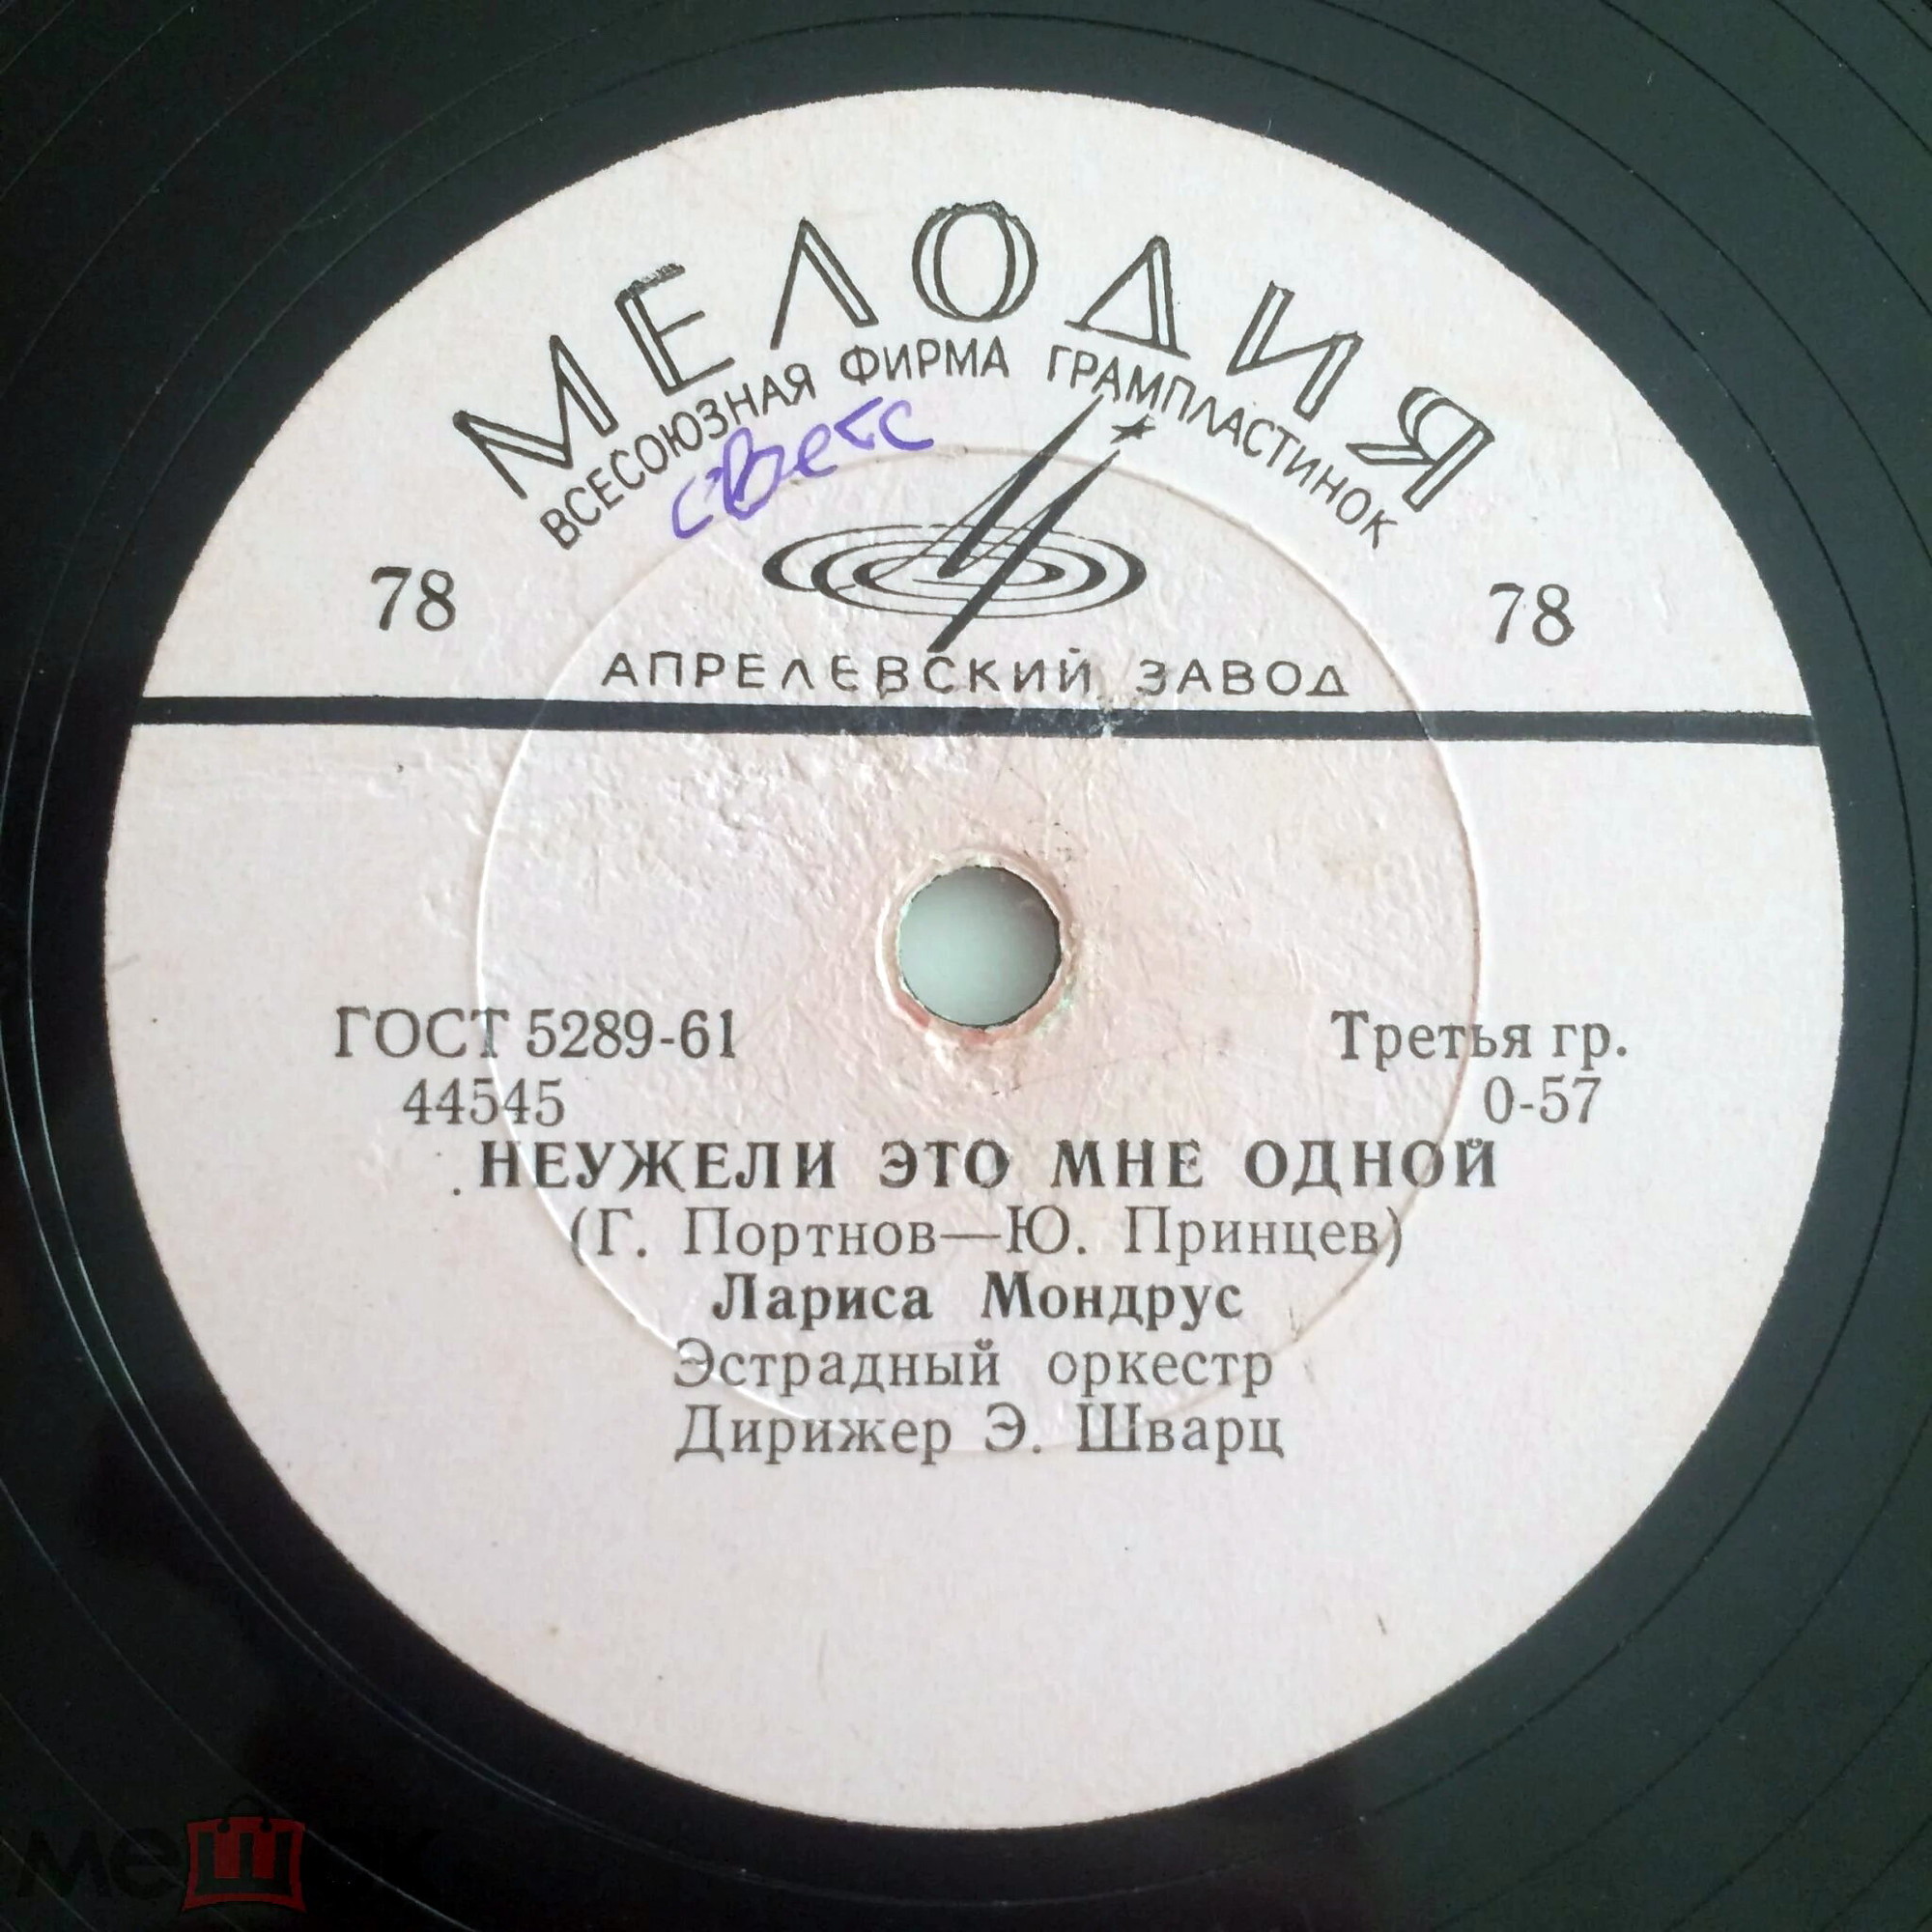 МЕЛОДИЯ
ВСЕСОЮЗНАЯ ФИРМА ГРАМПЛАСТИНОК
78 78
АПРЕЛЕВСКИЙ ЗАВОД
ГОСТ 5289-61 Третья гр.
44545 0-57
НЕУЖЕЛИ ЭТО МНЕ ОДНОЙ
(Г. Портнов—Ю. Принцев)
Лариса Мондрус
Эстрадный оркестр
Дирижер Э. Шварц